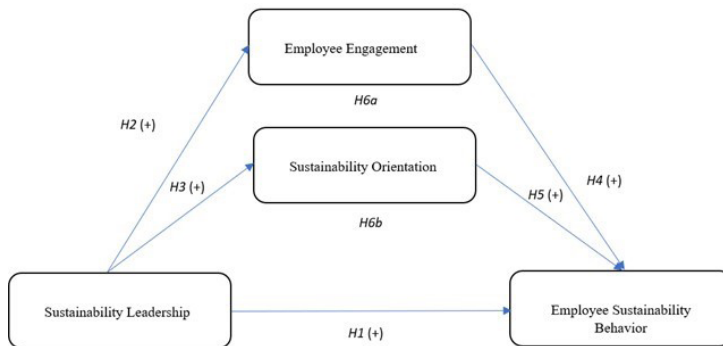 Employee Engagement
H6a
H2 (+)
Sustainability Orientation
H3 (+)
H4 (+)
H5 (+)
H6b
Sustainability Leadership
Employee Sustainability
Behavior
H1 (+)